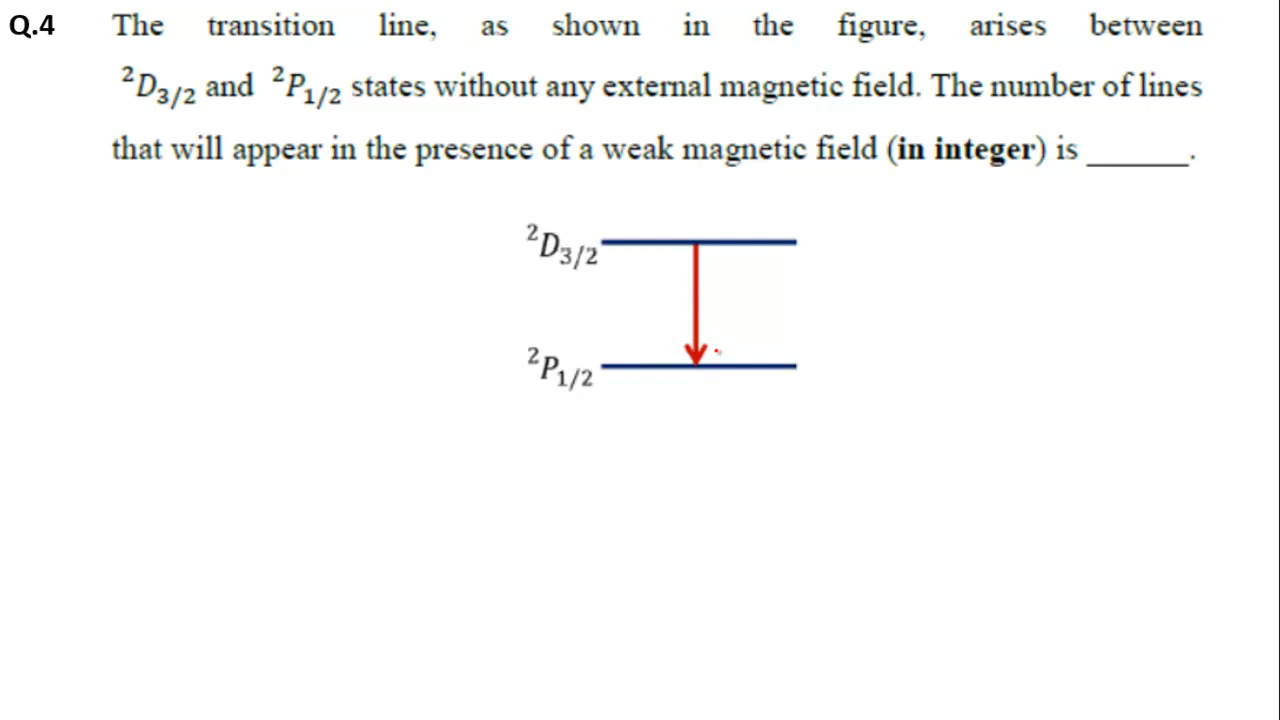 Q.4 The transition line, as shown in the figure, arises between
²D₃/₂ and ²P₁/₂ states without any external magnetic field. The number of lines
that will appear in the presence of a weak magnetic field (in integer) is ______.
²D₃/₂
²P₁/₂